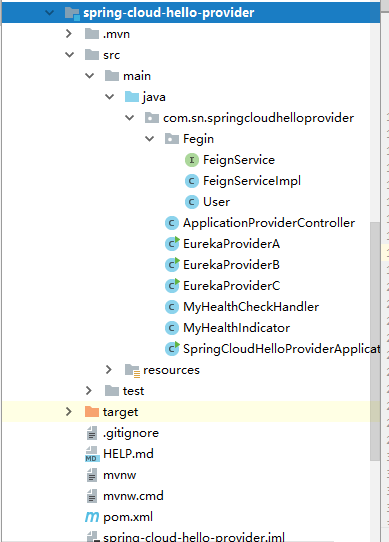 spring-cloud-hello-provider
.mvn
src
main
java
com.sn.springcloudhelloprovider
Fegin
FeignService
FeignServiceImpl
User
ApplicationProviderController
EurekaProviderA
EurekaProviderB
EurekaProviderC
MyHealthCheckHandler
MyHealthIndicator
SpringCloudHelloProviderApplicat
resources
test
target
.gitignore
HELP.md
mvnw
mvnw.cmd
pom.xml
spring-cloud-hello-provider.iml